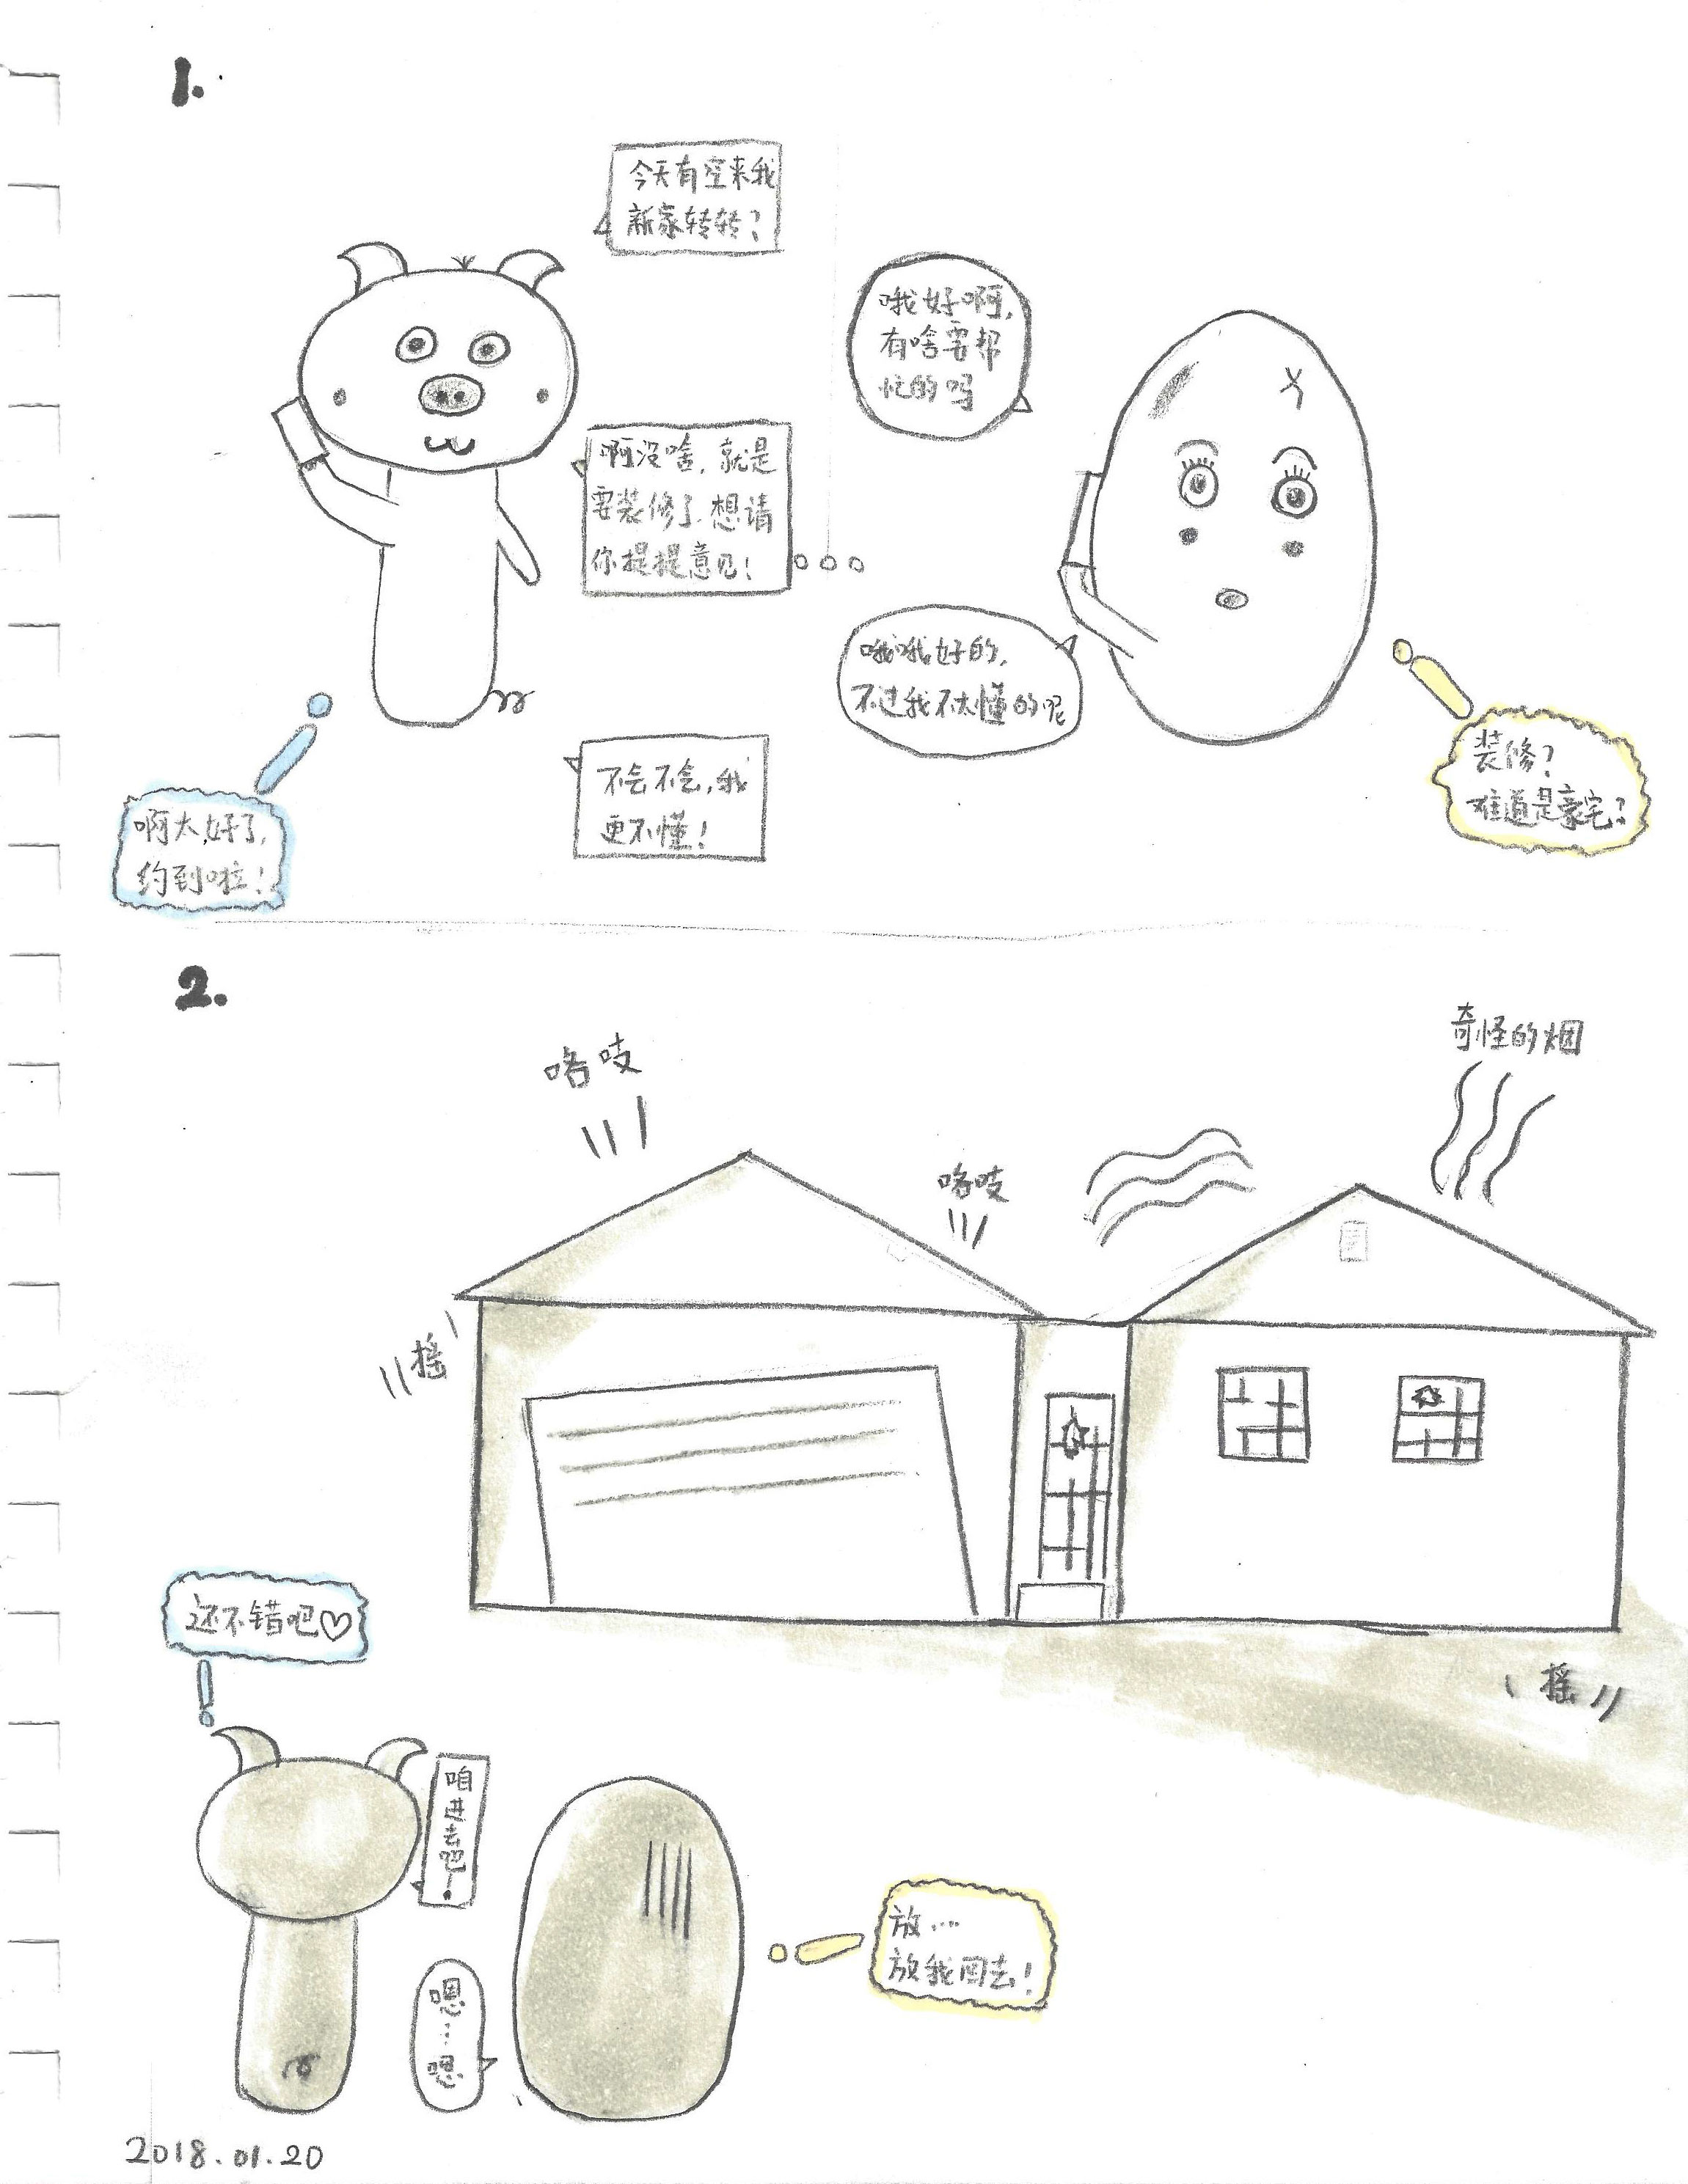 1.
今天有空来我
新家转转？
哦好啊，
有啥要帮
忙的吗
啊没啥，就是
要装修了，想请
你提提意见！
哦哦好的，
不过我不太懂的呢
不会不会，我
更不懂！
啊太好了，
约到啦！
装修？
难道是豪宅？
2.
咯吱
奇怪的烟
咯吱
摇
摇
还不错吧♡
咱进去吧！
嗯…嗯
放…
放我回去！
2018.01.20